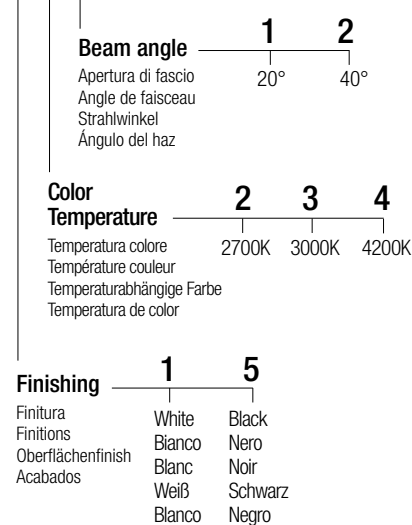 Beam angle 1 2
Apertura di fascio 20° 40°
Angle de faisceau
Strahlwinkel
Ángulo del haz
Color
Temperature 2 3 4
Temperatura colore 2700K 3000K 4200K
Température couleur
Temperaturabhängige Farbe
Temperatura de color
Finishing 1 5
Finitura White Black
Finitions Bianco Nero
Oberflächenfinish Blanc Noir
Acabados Weiß Schwarz
Blanco Negro